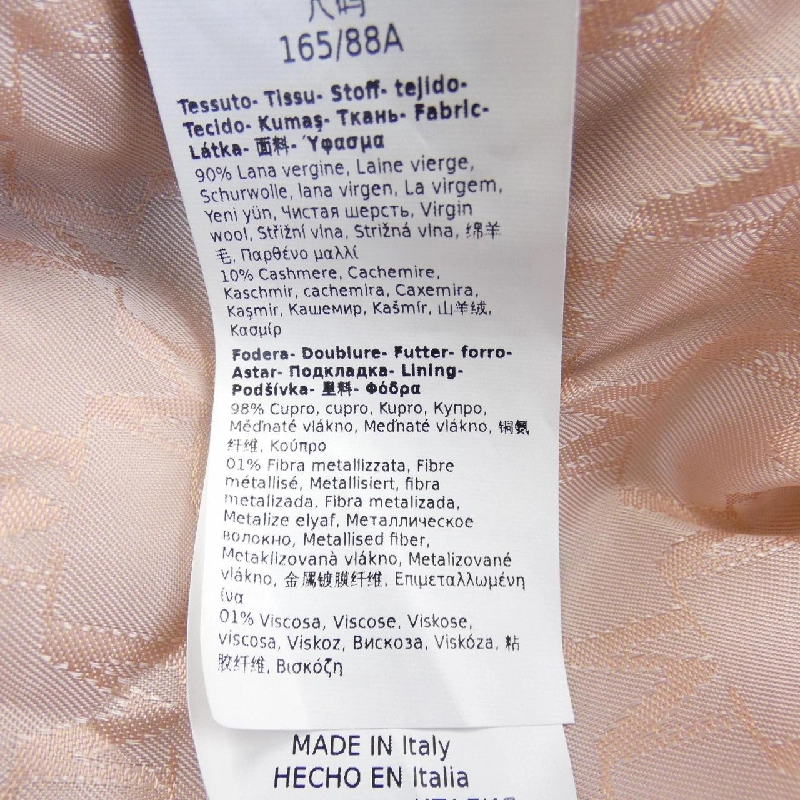 尺码
165/88A
Tessuto- Tissu- Stoff- tejido-
Tecido- Kumaş- Ткань- Fabric-
Látka- 面料- Ύφασμα
90% Lana vergine, Laine vierge,
Schurwolle, lana virgen, La virgem,
Yeni yün, Чистая шерсть, Virgin
wool, Střižní vlna, Strižná vlna, 绵羊
毛, Παρθένο μαλλί
10% Cashmere, Cachemire,
Kaschmir, cachemira, Caxemira,
Kaşmir, Кашемир, Kašmír, 山羊绒,
Κασμίρ
Fodera- Doublure- Futter- forro-
Astar- Подкладка- Lining-
Podšívka- 里料- Φόδρα
98% Cupro, cupro, Kupro, Купро,
Měďnaté vlákno, Meďnaté vlákno, 铜氨
纤维, Κούπρο
01% Fibra metallizzata, Fibre
métallisé, Metallisiert, fibra
metalizada, Fibra metalizada,
Metalize elyaf, Металлическое
волокно, Metallised fiber,
Metaklizovanà vlákno, Metalizované
vlákno, 金属镀膜纤维, Επιμεταλλωμένη
ίνα
01% Viscosa, Viscose, Viskose,
viscosa, Viskoz, Вискоза, Viskóza, 粘
胶纤维, Βισκόζη
MADE IN Italy
HECHO EN Italia